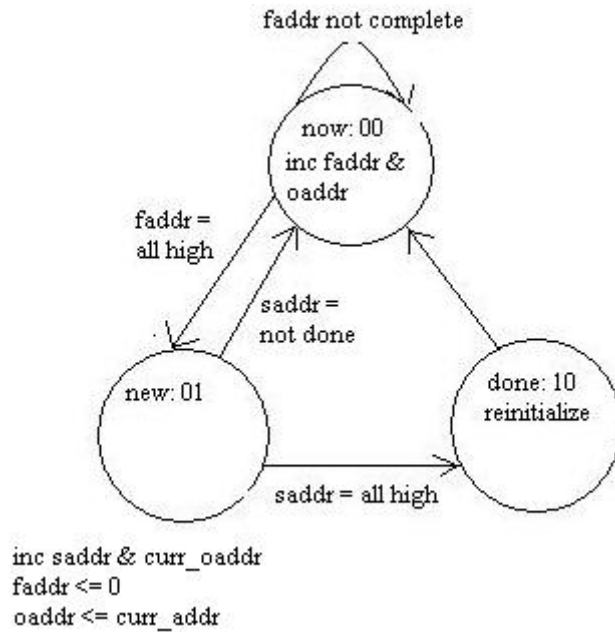 faddr not complete
now: 00
inc faddr &
oaddr
faddr =
all high
saddr =
not done
new: 01
done: 10
reinitialize
saddr = all high
inc saddr & curr_oaddr
faddr <= 0
oaddr <= curr_addr